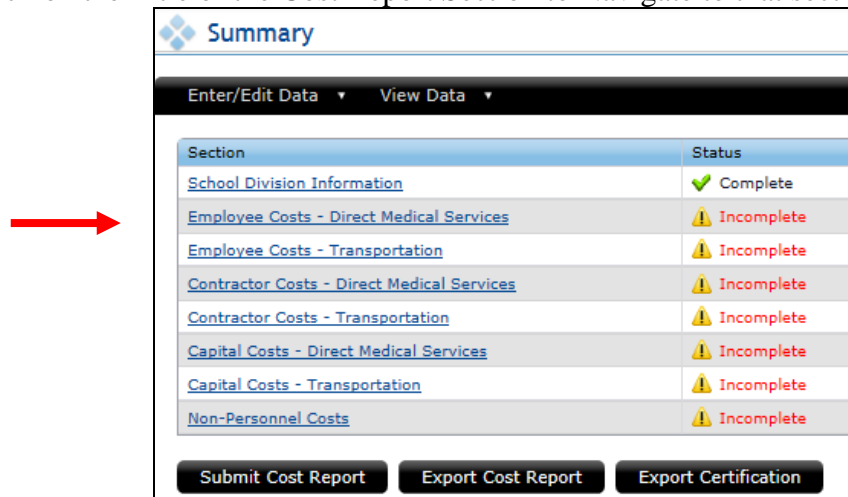 Summary
Enter/Edit Data ▼ View Data ▼
Section Status
School Division Information Complete
Employee Costs - Direct Medical Services Incomplete
Employee Costs - Transportation Incomplete
Contractor Costs - Direct Medical Services Incomplete
Contractor Costs - Transportation Incomplete
Capital Costs - Direct Medical Services Incomplete
Capital Costs - Transportation Incomplete
Non-Personnel Costs Incomplete
Submit Cost Report Export Cost Report Export Certification